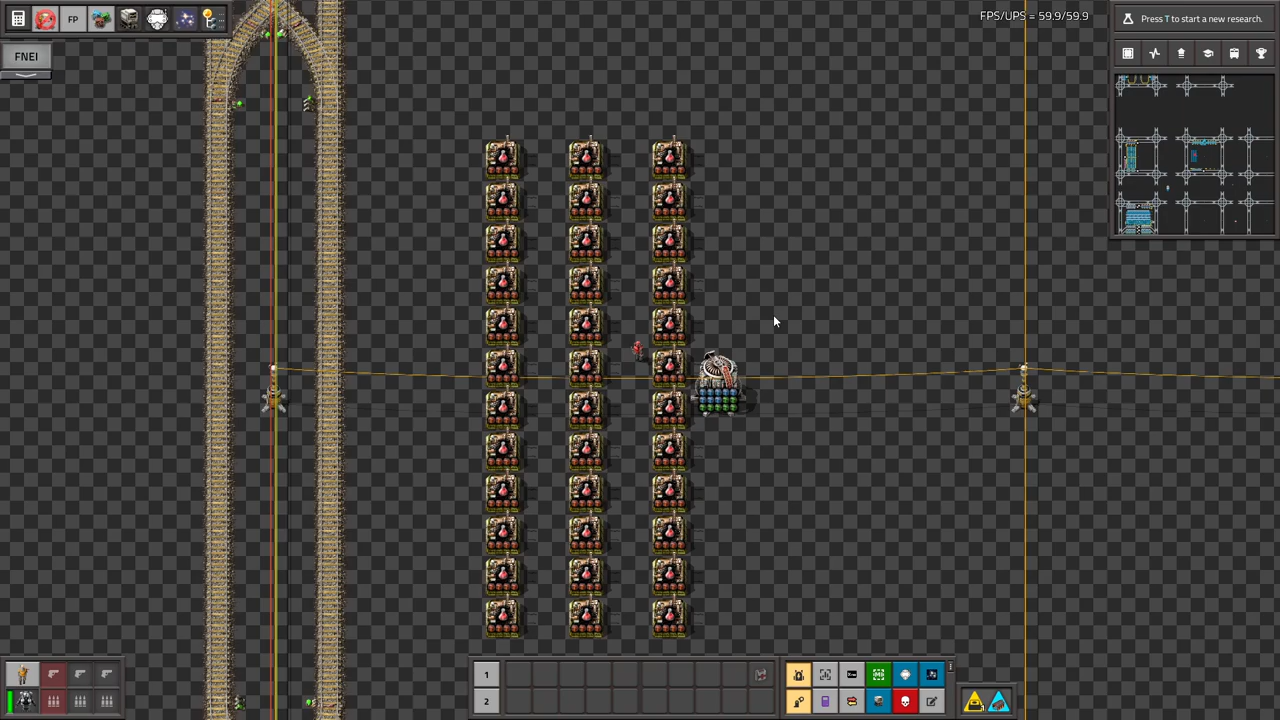 FP
FPS/UPS = 59.9/59.9
Press T to start a new research.
FNEI
1
2